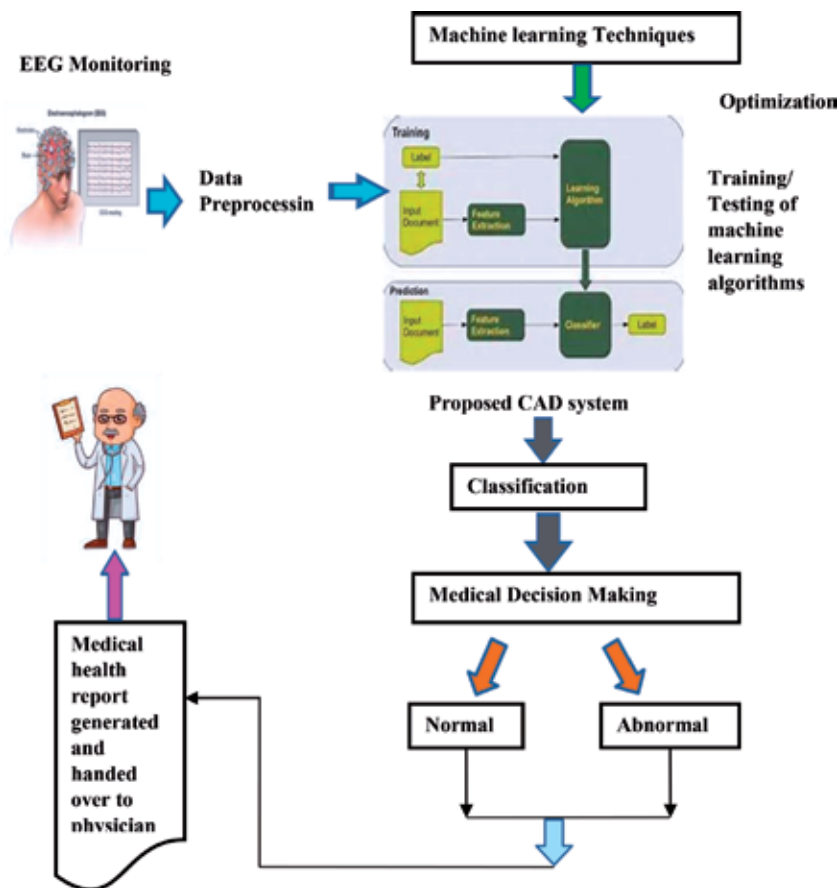 Machine learning Techniques
EEG Monitoring
Optimization
Data
Preprocessin
Training
Label
Input
Document
Feature
Extraction
Learning
Algorithm
Training/
Testing of
machine
learning
algorithms
Prediction
Input
Document
Feature
Extraction
Classifier
Label
Proposed CAD system
Classification
Medical Decision Making
Normal
Abnormal
Medical
health
report
generated
and
handed
over to
physician